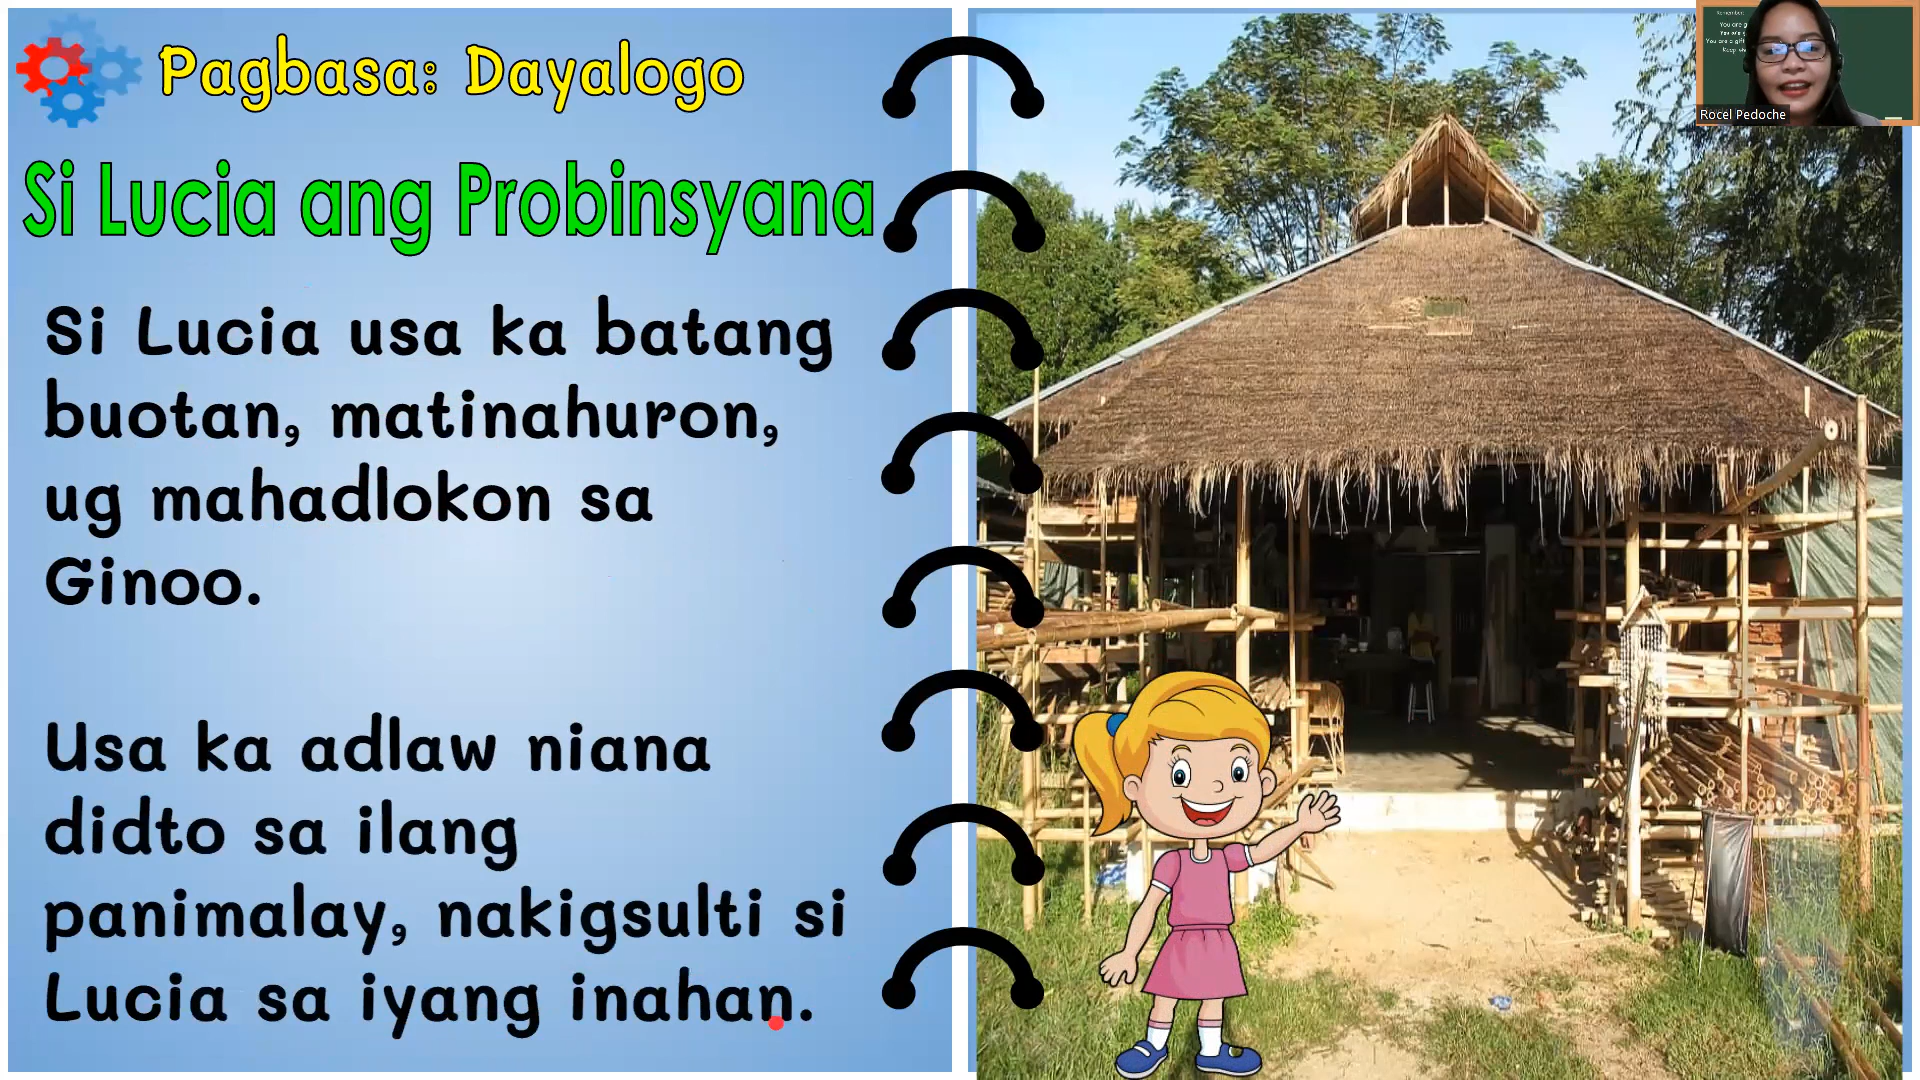 Pagbasa: Dayalogo
Si Lucia ang Probinsyana
Si Lucia usa ka batang
buotan, matinahuron,
ug mahadlokon sa
Ginoo.
Usa ka adlaw niana
didto sa ilang
panimalay, nakigsulti si
Lucia sa iyang inahan.
Rocel Pedoche